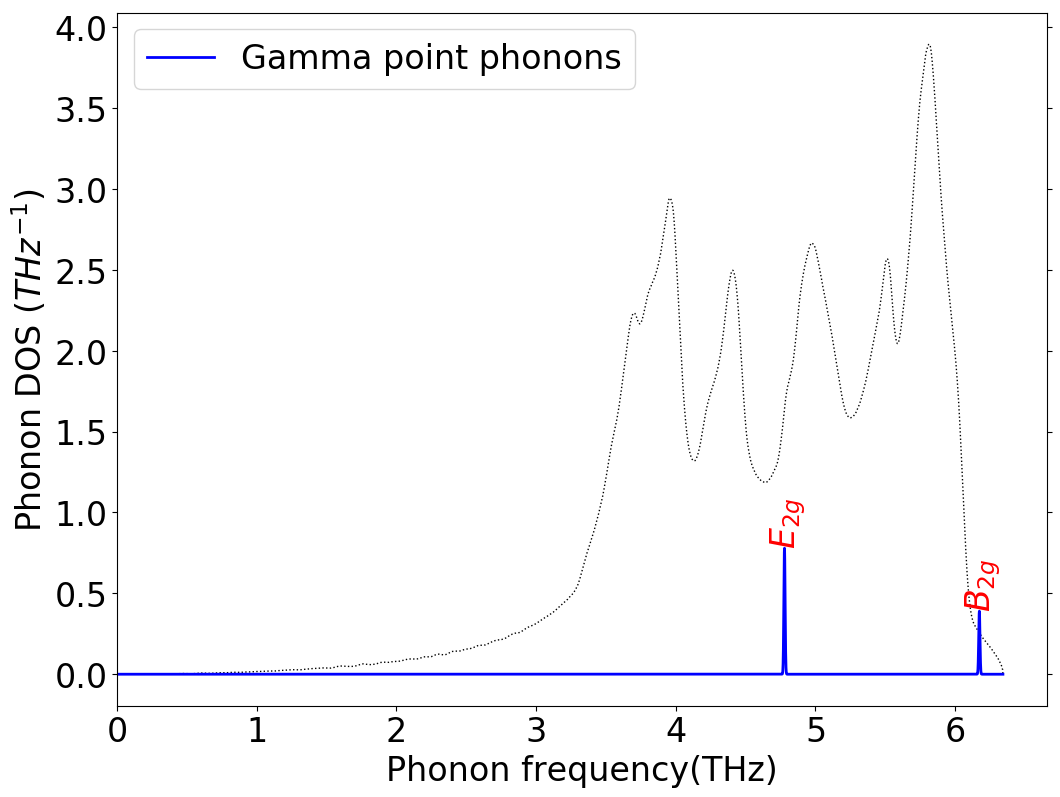 Gamma point phonons
4.0
3.5
3.0
2.5
2.0
1.5
1.0
0.5
0.0
Phonon DOS (THz⁻¹)
E₂g
B₂g
0 1 2 3 4 5 6
Phonon frequency(THz)